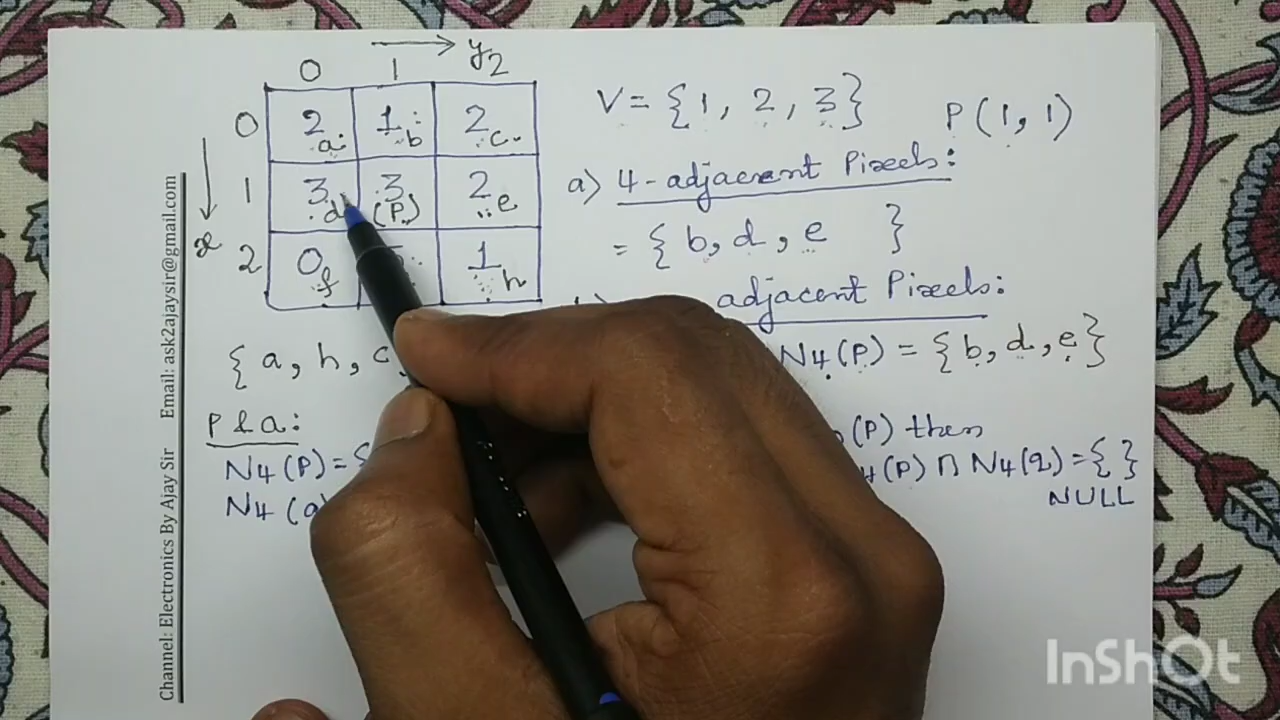 → y
0 1 2
0 2 a 1 b 2 c
1 3 d 3 (P) 2 e
x 2 0 f 1 h
V = {1, 2, 3} P(1,1)
a) 4-adjacent Pixels:
= {b, d, e }
adjacent Pixels:
N4(P) = {b, d, e}
(P) then
(P) ∩ N4(q) = { }
NULL
{a, h, c
P & a:
N4(P) = {
N4(a)
Channel: Electronics By Ajay Sir Email: ask2ajaysir@gmail.com
InShOt